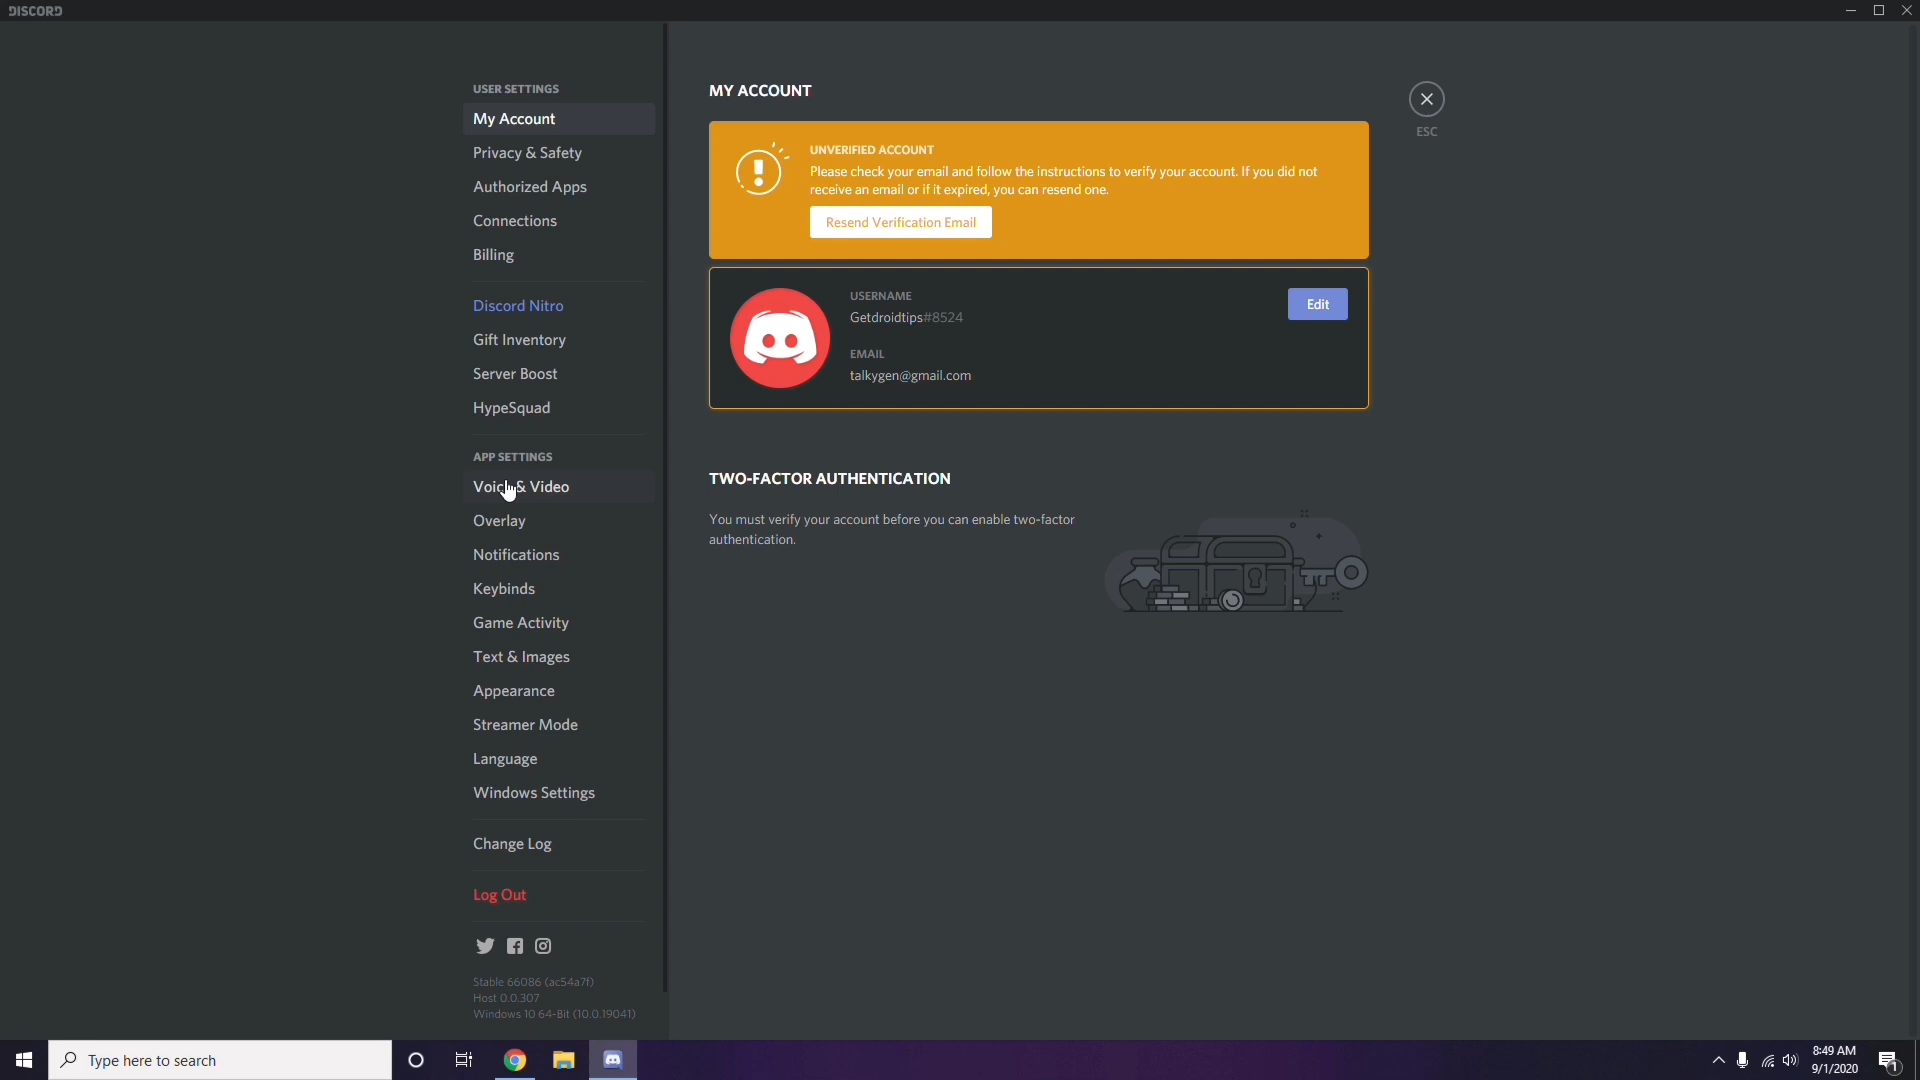 DISCORD
USER SETTINGS
My Account
Privacy & Safety
Authorized Apps
Connections
Billing
Discord Nitro
Gift Inventory
Server Boost
HypeSquad
APP SETTINGS
Voice & Video
Overlay
Notifications
Keybinds
Game Activity
Text & Images
Appearance
Streamer Mode
Language
Windows Settings
Change Log
Log Out
Stable 66086 (ac54a7f)
Host 0.0.307
Windows 10 64-Bit (10.0.19041)
MY ACCOUNT
ESC
UNVERIFIED ACCOUNT
Please check your email and follow the instructions to verify your account. If you did not
receive an email or if it expired, you can resend one.
Resend Verification Email
USERNAME
Getdroidtips#8524
Edit
EMAIL
talkygen@gmail.com
TWO-FACTOR AUTHENTICATION
You must verify your account before you can enable two-factor
authentication.
Type here to search
8:49 AM
9/1/2020
1